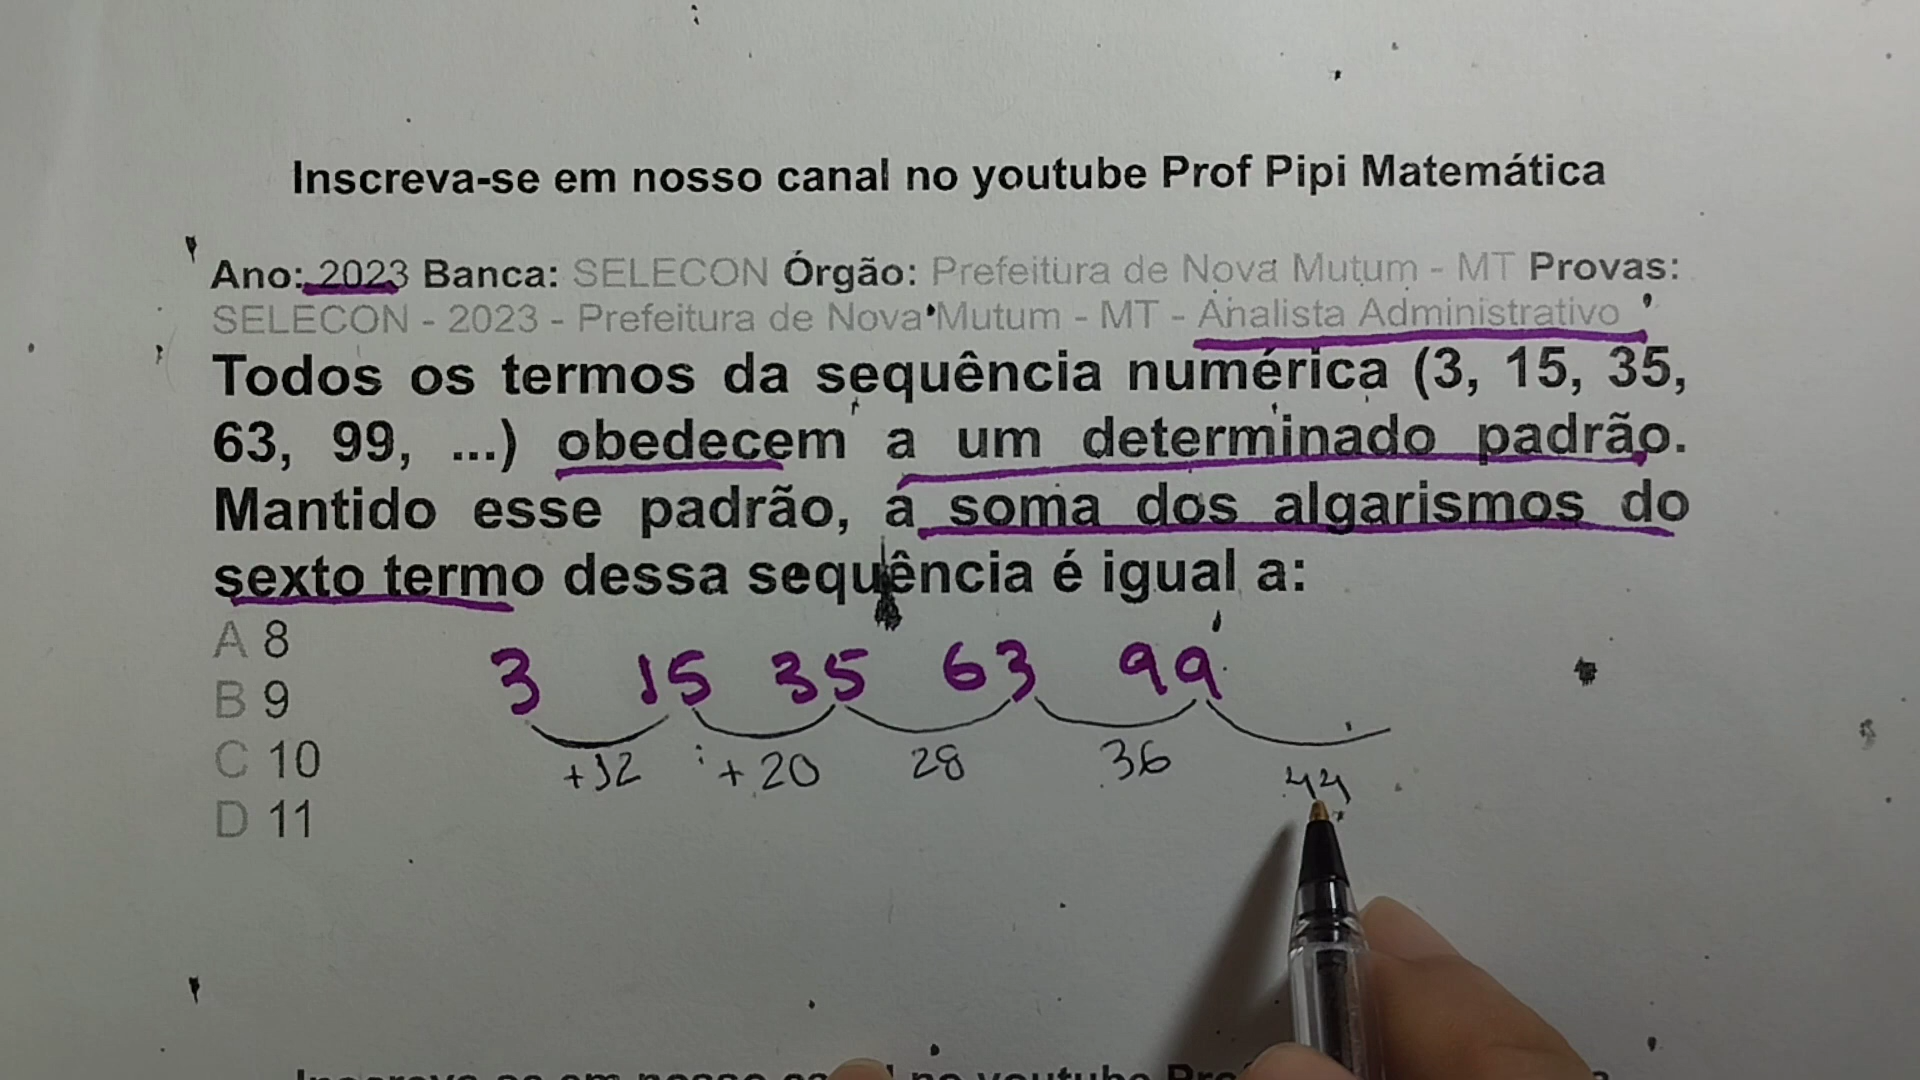 Inscreva-se em nosso canal no youtube Prof Pipi Matemática
Ano: 2023 Banca: SELECON Órgão: Prefeitura de Nova Mutum - MT Provas:
SELECON - 2023 - Prefeitura de Nova Mutum - MT - Analista Administrativo
Todos os termos da sequência numérica (3, 15, 35,
63, 99, ...) obedecem a um determinado padrão.
Mantido esse padrão, a soma dos algarismos do
sexto termo dessa sequência é igual a:
A 8
B 9
C 10
D 11
3 15 35 63 99
+12 +20 28 36 44